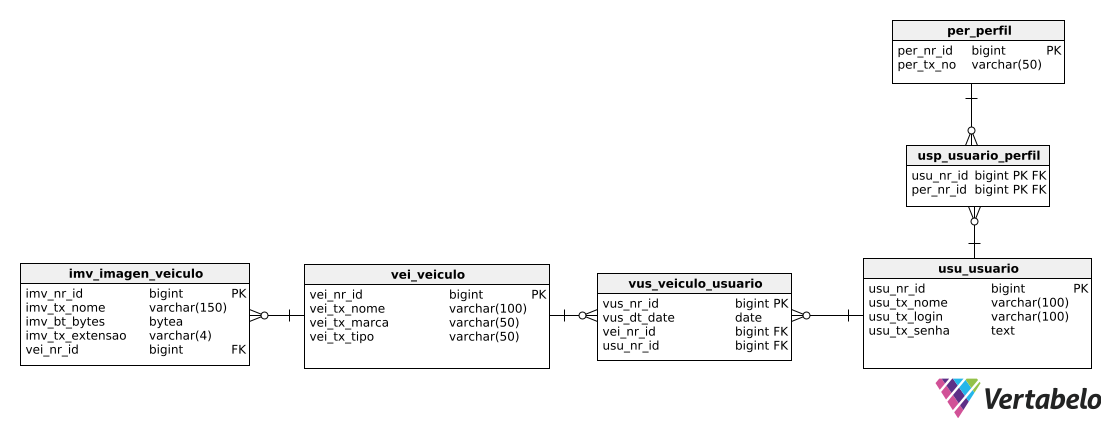 per_perfil
per_nr_id bigint PK
per_tx_no varchar(50)
usp_usuario_perfil
usu_nr_id bigint PK FK
per_nr_id bigint PK FK
imv_imagen_veiculo
imv_nr_id bigint PK
imv_tx_nome varchar(150)
imv_bt_bytes bytea
imv_tx_extensao varchar(4)
vei_nr_id bigint FK
vei_veiculo
vei_nr_id bigint PK
vei_tx_nome varchar(100)
vei_tx_marca varchar(50)
vei_tx_tipo varchar(50)
vus_veiculo_usuario
vus_nr_id bigint PK
vus_dt_date date
vei_nr_id bigint FK
usu_nr_id bigint FK
usu_usuario
usu_nr_id bigint PK
usu_tx_nome varchar(100)
usu_tx_login varchar(100)
usu_tx_senha text
Vertabelo